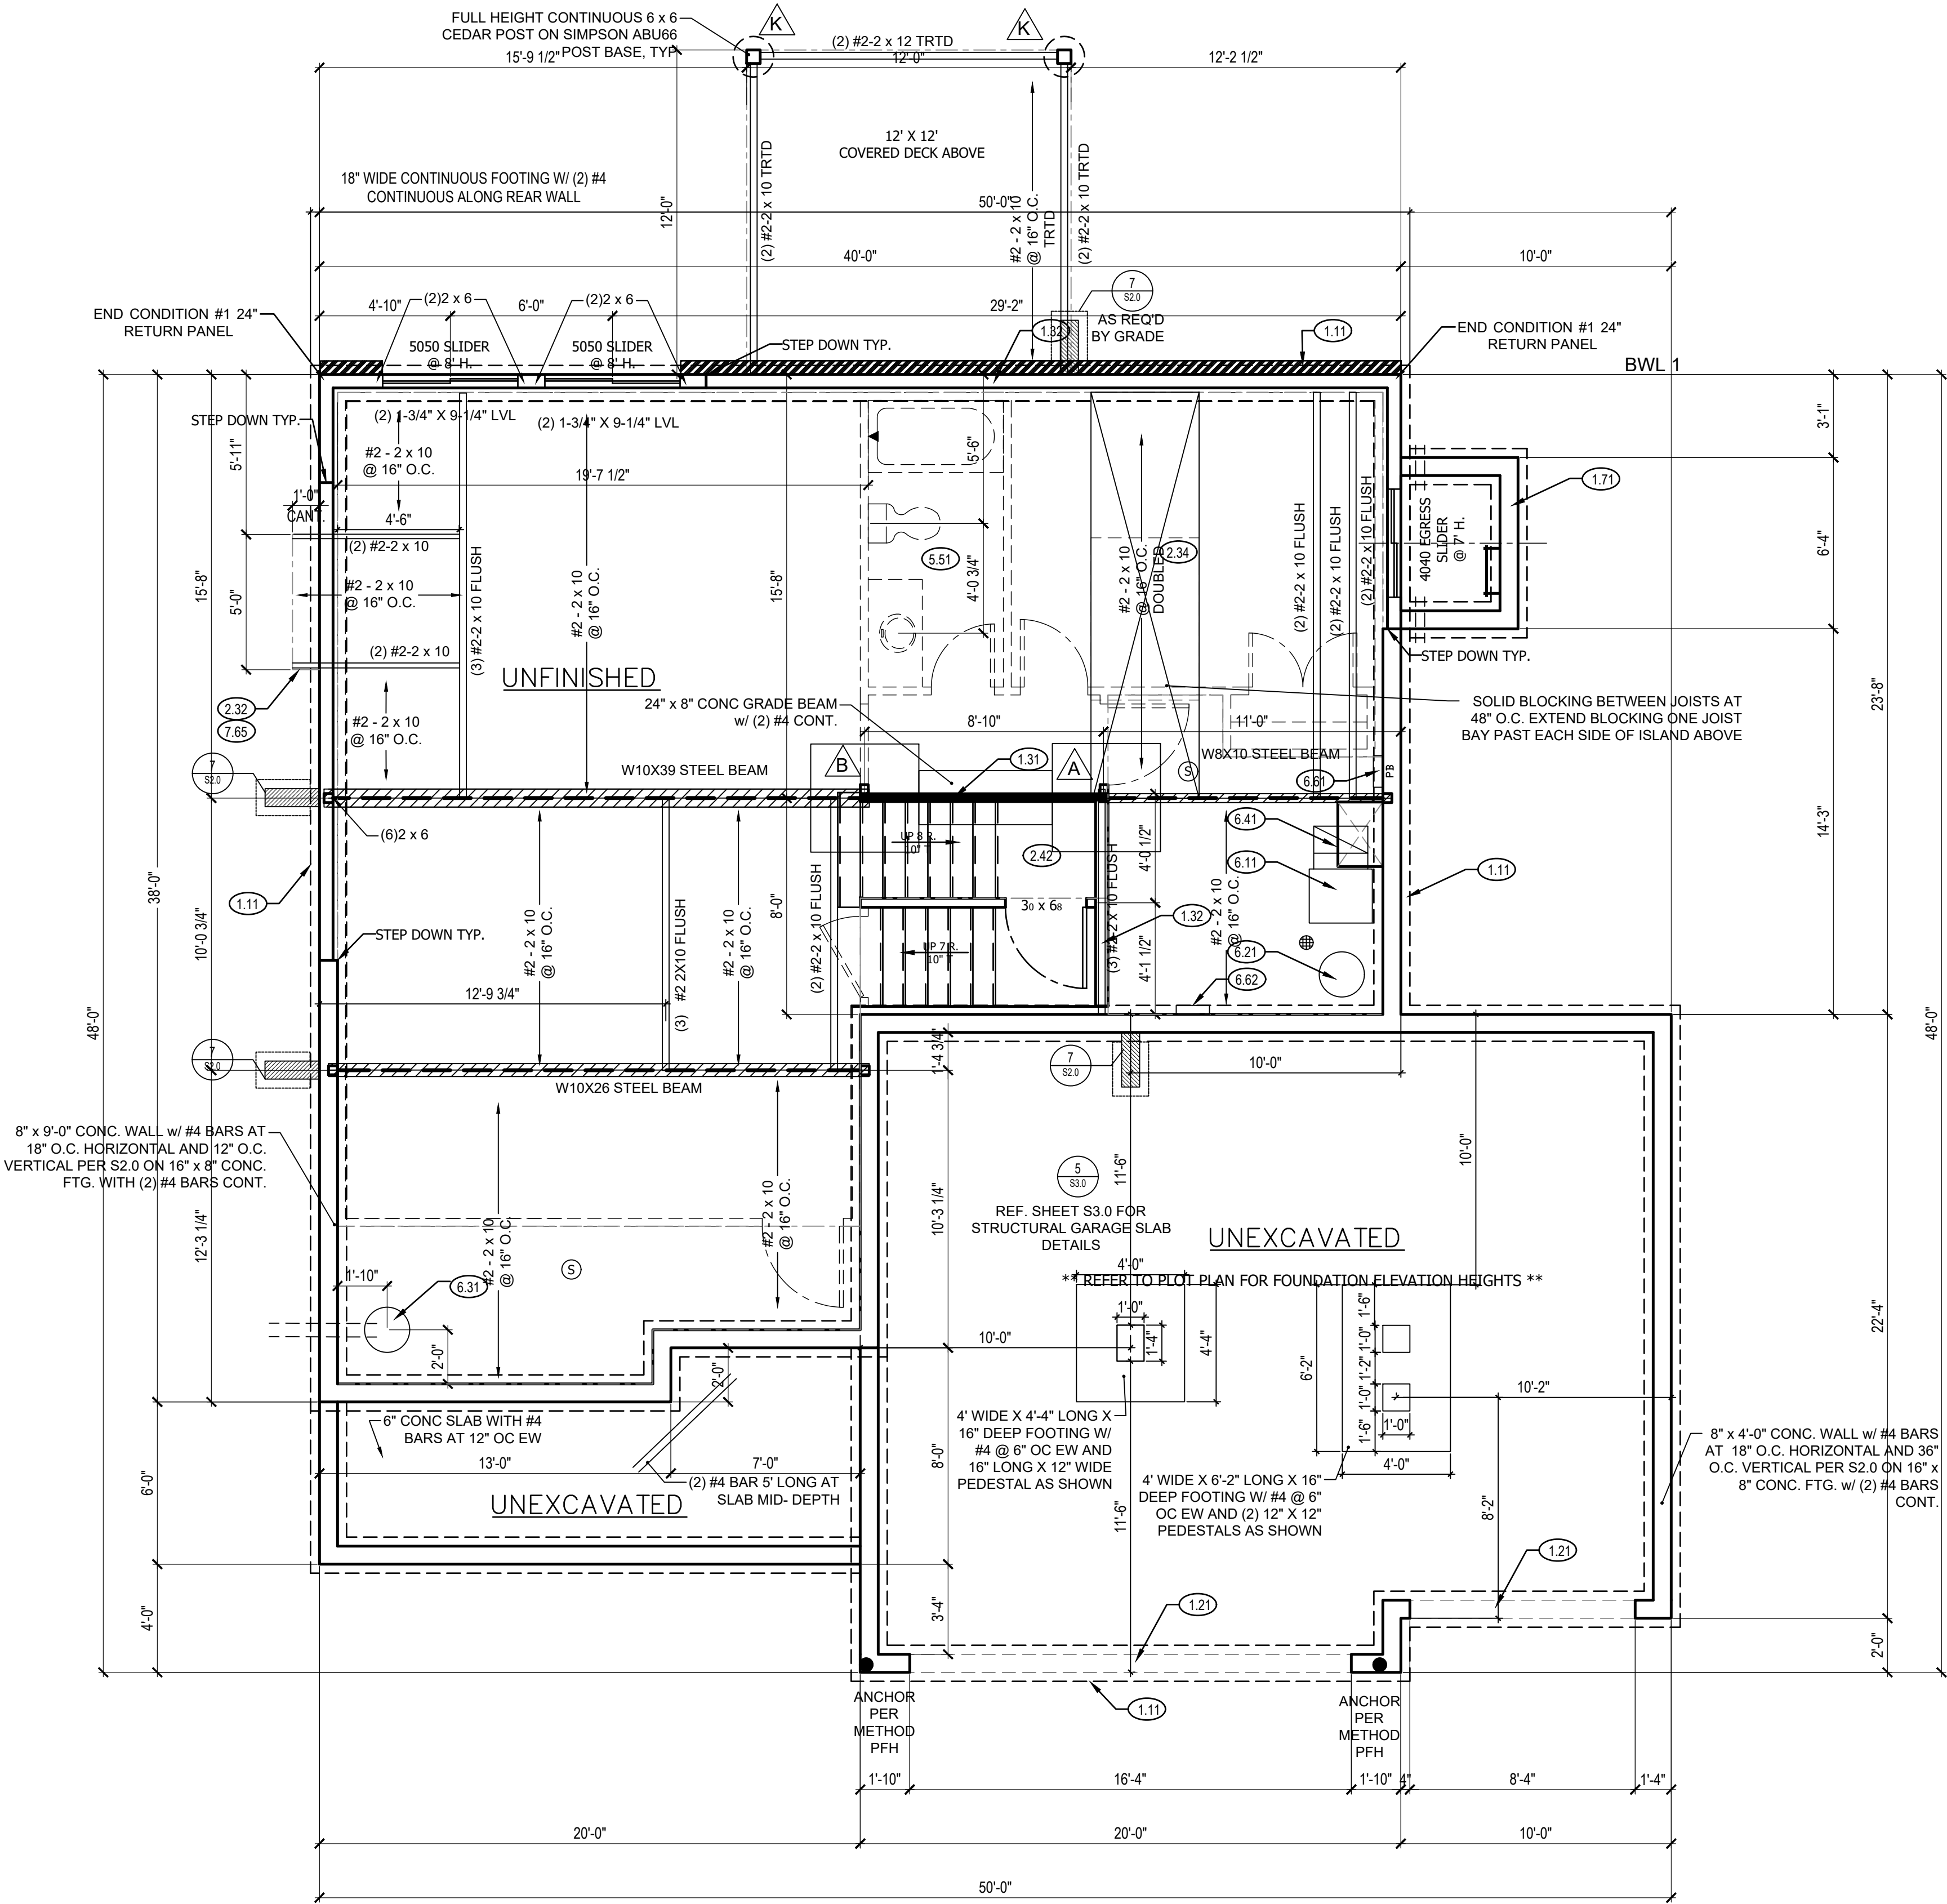 FULL HEIGHT CONTINUOUS 6 x 6
CEDAR POST ON SIMPSON ABU66
POST BASE, TYP
K
K
(2) #2-2 x 12 TRTD
15'-9 1/2"
12'-0"
12'-2 1/2"
12' X 12'
COVERED DECK ABOVE
(2) #2-2 x 10 TRTD
#2 - 2 x 10
@ 16" O.C.
TRTD
(2) #2-2 x 10 TRTD
12'-0"
18" WIDE CONTINUOUS FOOTING W/ (2) #4
CONTINUOUS ALONG REAR WALL
50'-0"
40'-0"
10'-0"
4'-10"
(2)2 x 6
6'-0"
(2)2 x 6
29'-2"
7
S2.0
AS REQ'D
BY GRADE
1.32
1.11
END CONDITION #1 24"
RETURN PANEL
END CONDITION #1 24"
RETURN PANEL
5050 SLIDER
@ 8' H.
5050 SLIDER
@ 8' H.
STEP DOWN TYP.
BWL 1
STEP DOWN TYP.
(2) 1-3/4" X 9-1/4" LVL
(2) 1-3/4" X 9-1/4" LVL
#2 - 2 x 10
@ 16" O.C.
5'-11"
19'-7 1/2"
5'-6"
3'-1"
1'-0"
CANT.
4'-6"
(2) #2-2 x 10
1.71
4040 EGRESS
SLIDER
@ 7' H.
6'-4"
15'-8"
5'-0"
#2 - 2 x 10
@ 16" O.C.
(3) #2-2 x 10 FLUSH
#2 - 2 x 10
@ 16" O.C.
15'-8"
5.51
4'-0 3/4"
#2 - 2 x 10
@ 16" O.C.
DOUBLED
2.34
(2) #2-2 x 10 FLUSH
(2) #2-2 x 10 FLUSH
(2) #2-2 x 10 FLUSH
(2) #2-2 x 10
UNFINISHED
STEP DOWN TYP.
2.32
7.65
#2 - 2 x 10
@ 16" O.C.
24" x 8" CONC GRADE BEAM
w/ (2) #4 CONT.
8'-10"
11'-0"
SOLID BLOCKING BETWEEN JOISTS AT
48" O.C. EXTEND BLOCKING ONE JOIST
BAY PAST EACH SIDE OF ISLAND ABOVE
23'-8"
7
S2.0
W10X39 STEEL BEAM
B
1.31
A
W8X10 STEEL BEAM
S
6.61
PB
(6)2 x 6
6.41
UP 8 R.
10" T
2.42
4'-0 1/2"
6.11
14'-3"
1.11
1.11
38'-0"
10'-0 3/4"
8'-0"
(2) #2-2 x 10 FLUSH
30 x 68
(3) #2-2 x 10 FLUSH
1.32
#2 - 2 x 10
@ 16" O.C.
STEP DOWN TYP.
#2 - 2 x 10
@ 16" O.C.
(3) #2 2X10 FLUSH
#2 - 2 x 10
@ 16" O.C.
UP 7 R.
10"
4'-1 1/2"
6.21
6.62
12'-9 3/4"
48'-0"
48'-0"
7
S2.0
W10X26 STEEL BEAM
1'-4 3/4"
7
S2.0
10'-0"
8" x 9'-0" CONC. WALL w/ #4 BARS AT
18" O.C. HORIZONTAL AND 12" O.C.
VERTICAL PER S2.0 ON 16" x 8" CONC.
FTG. WITH (2) #4 BARS CONT.
12'-3 1/4"
#2 - 2 x 10
@ 16" O.C.
#2 - 2 x 10
@ 16" O.C.
10'-3 1/4"
11'-6"
10'-0"
5
S3.0
REF. SHEET S3.0 FOR
STRUCTURAL GARAGE SLAB
DETAILS
UNEXCAVATED
S
1'-10"
6.31
2'-0"
4'-0"
** REFER TO PLOT PLAN FOR FOUNDATION ELEVATION HEIGHTS **
1'-0"
1'-4"
4'-4"
10'-0"
6'-2"
1'-6"
1'-0"
1'-2"
1'-0"
1'-6"
1'-0"
4'-0"
10'-2"
22'-4"
2'-0"
6" CONC SLAB WITH #4
BARS AT 12" OC EW
13'-0"
7'-0"
(2) #4 BAR 5' LONG AT
SLAB MID- DEPTH
UNEXCAVATED
6'-0"
8'-0"
4' WIDE X 4'-4" LONG X
16" DEEP FOOTING W/
#4 @ 6" OC EW AND
16" LONG X 12" WIDE
PEDESTAL AS SHOWN
11'-6"
4' WIDE X 6'-2" LONG X 16"
DEEP FOOTING W/ #4 @ 6"
OC EW AND (2) 12" X 12"
PEDESTALS AS SHOWN
8'-2"
8" x 4'-0" CONC. WALL w/ #4 BARS
AT 18" O.C. HORIZONTAL AND 36"
O.C. VERTICAL PER S2.0 ON 16" x
8" CONC. FTG. w/ (2) #4 BARS
CONT.
1.21
4'-0"
3'-4"
1.21
2'-0"
ANCHOR
PER
METHOD
PFH
1.11
ANCHOR
PER
METHOD
PFH
1'-10"
16'-4"
1'-10"
4"
8'-4"
1'-4"
20'-0"
20'-0"
10'-0"
50'-0"